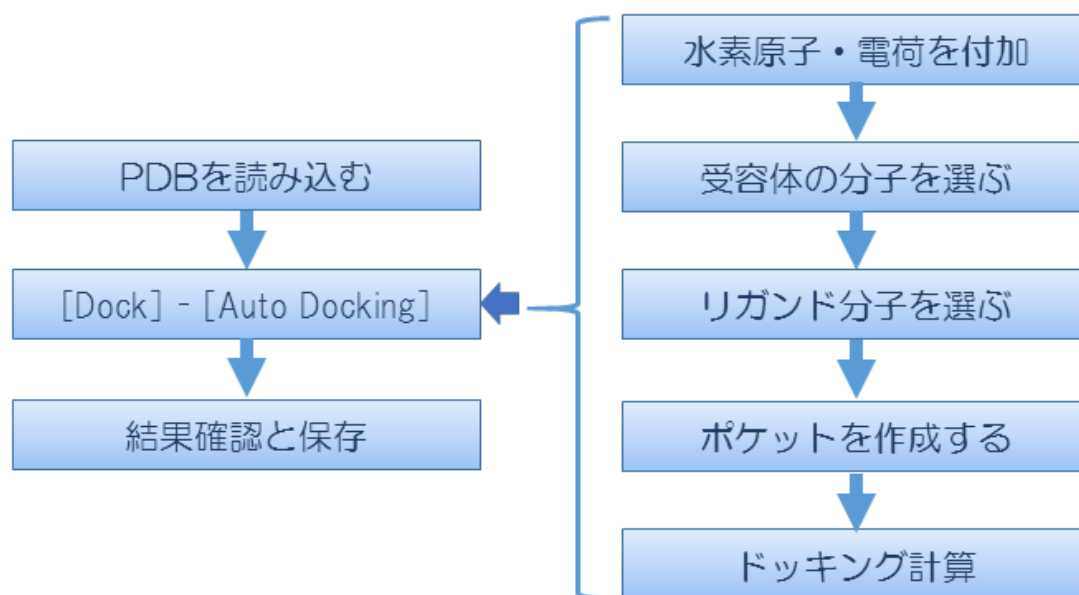 PDBを読み込む
[Dock] - [Auto Docking]
結果確認と保存
水素原子・電荷を付加
受容体の分子を選ぶ
リガンド分子を選ぶ
ポケットを作成する
ドッキング計算